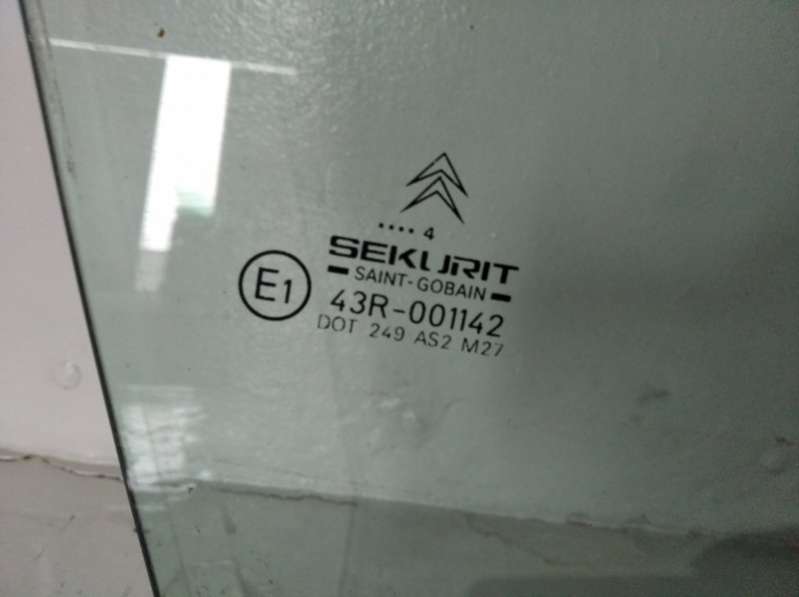 .... 4
SEKURIT
SAINT-GOBAIN
E1 43R-001142
DOT 249 AS2 M27